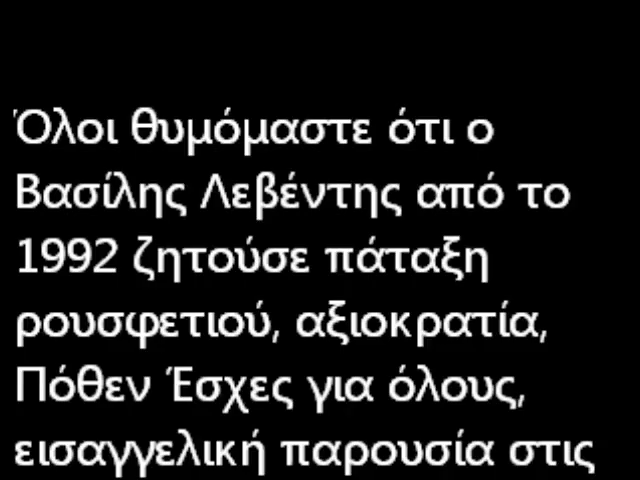 Όλοι θυμόμαστε ότι ο
Βασίλης Λεβέντης από το
1992 ζητούσε πάταξη
ρουσφετιού, αξιοκρατία,
Πόθεν Έσχες για όλους,
εισαγγελική παρουσία στις